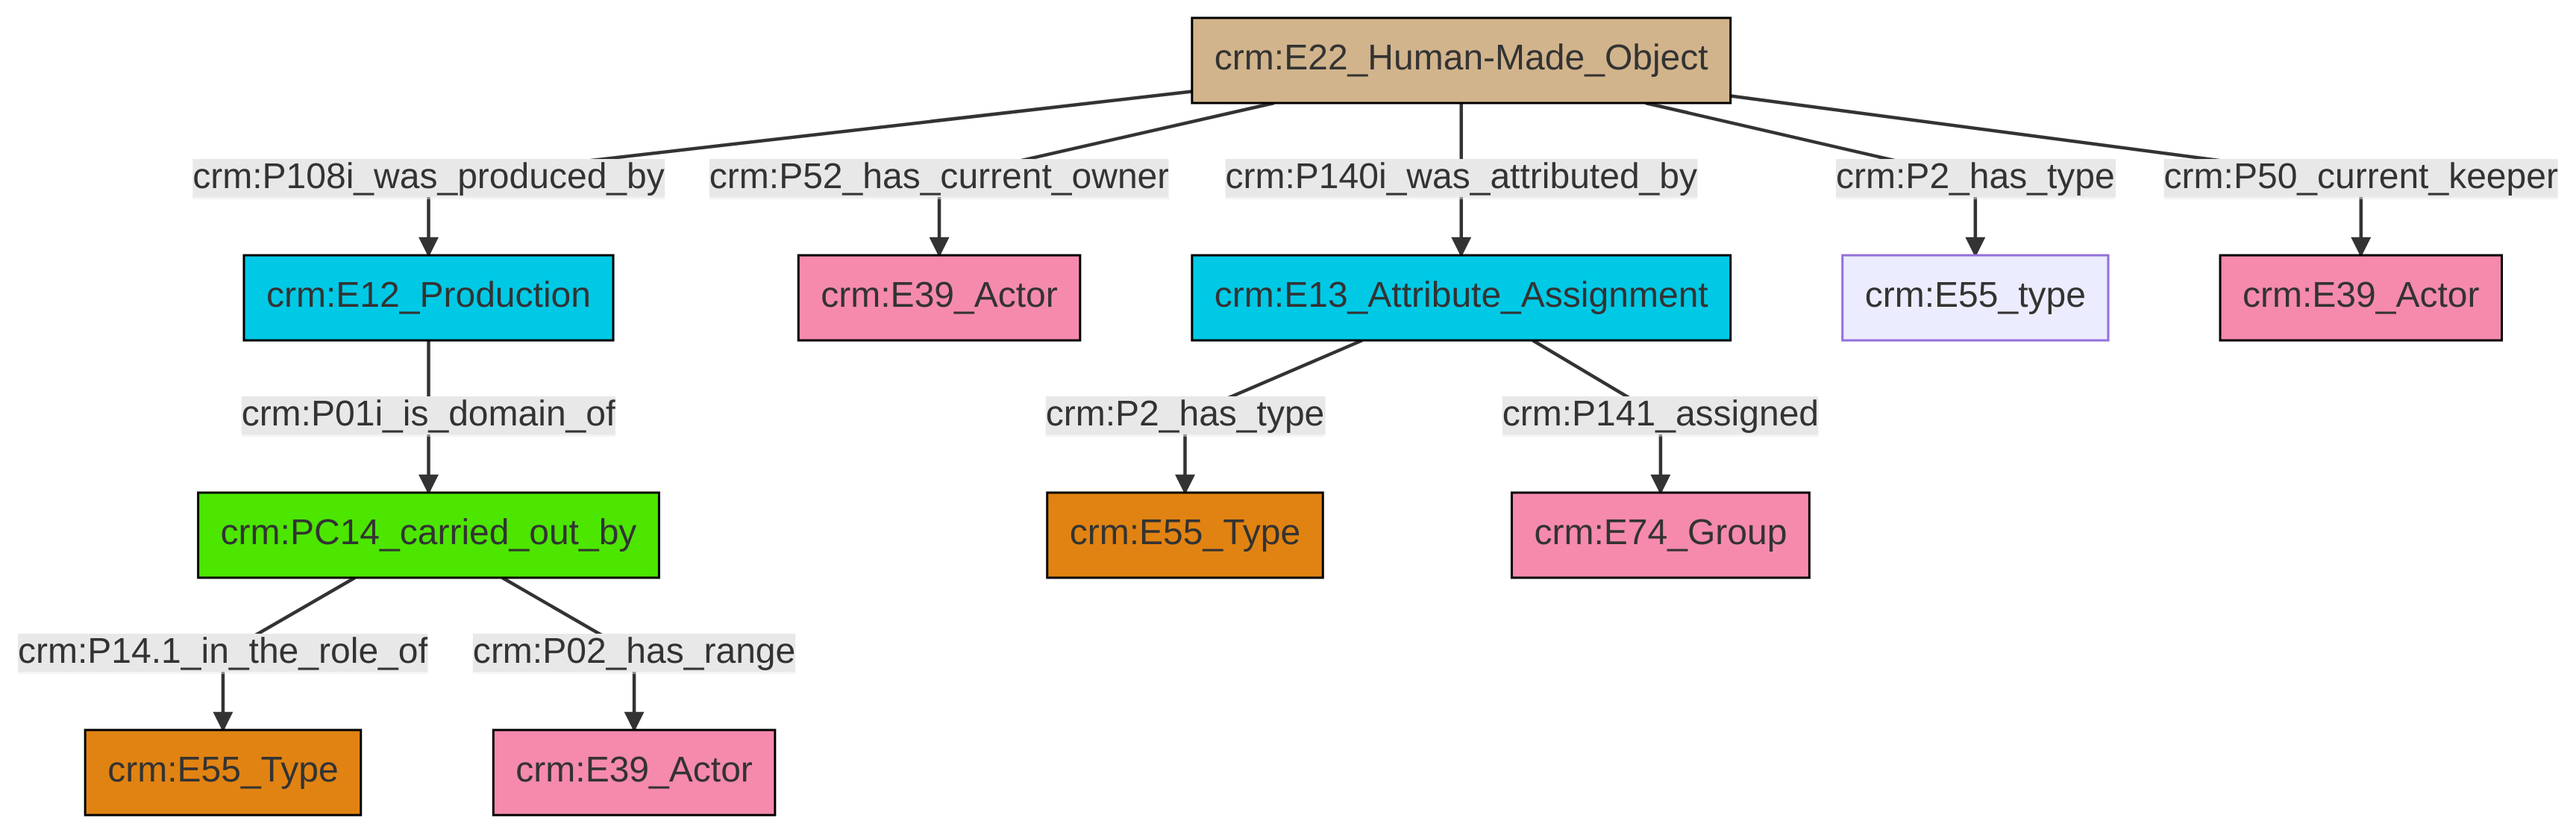 crm:E22_Human-Made_Object
crm:P108i_was_produced_by
crm:P52_has_current_owner
crm:P140i_was_attributed_by
crm:P2_has_type
crm:P50_current_keeper
crm:E12_Production
crm:E39_Actor
crm:E13_Attribute_Assignment
crm:E55_type
crm:E39_Actor
crm:P01i_is_domain_of
crm:P2_has_type
crm:P141_assigned
crm:PC14_carried_out_by
crm:E55_Type
crm:E74_Group
crm:P14.1_in_the_role_of
crm:P02_has_range
crm:E55_Type
crm:E39_Actor